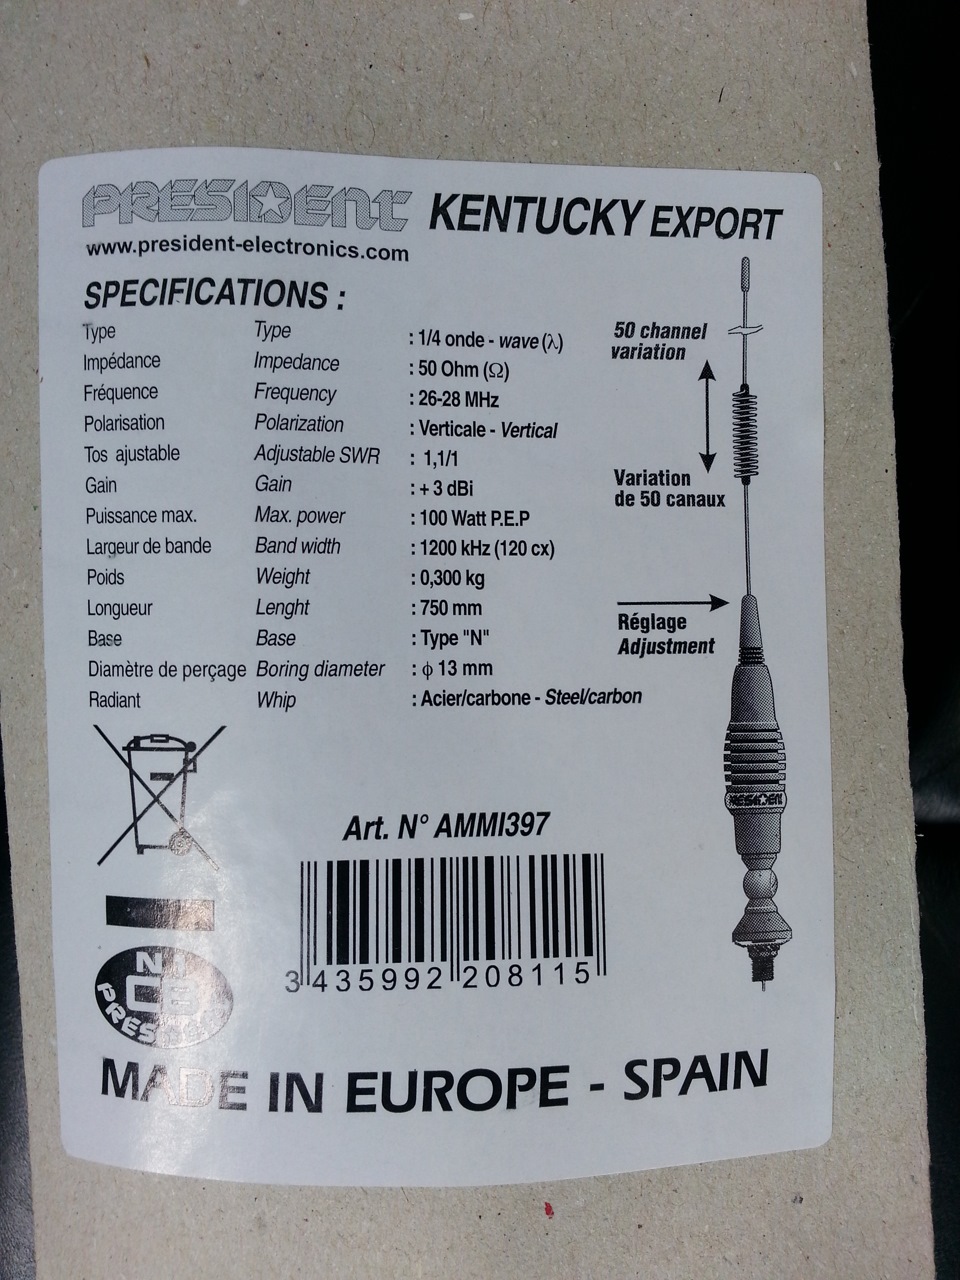 PRESIDENT KENTUCKY EXPORT
www.president-electronics.com
SPECIFICATIONS :
Type Type : 1/4 onde - wave (λ)
Impédance Impedance : 50 Ohm (Ω)
Fréquence Frequency : 26-28 MHz
Polarisation Polarization : Verticale - Vertical
Tos ajustable Adjustable SWR : 1,1/1
Gain Gain : + 3 dBi
Puissance max. Max. power : 100 Watt P.E.P
Largeur de bande Band width : 1200 kHz (120 cx)
Poids Weight : 0,300 kg
Longueur Lenght : 750 mm
Base Base : Type "N"
Diamètre de perçage Boring diameter : ϕ 13 mm
Radiant Whip : Acier/carbone - Steel/carbon
50 channel
variation
Variation
de 50 canaux
Réglage
Adjustment
PRESIDENT
Art. N° AMMI397
3 435992 208115
N°1
CB
PRESIDENT
MADE IN EUROPE - SPAIN